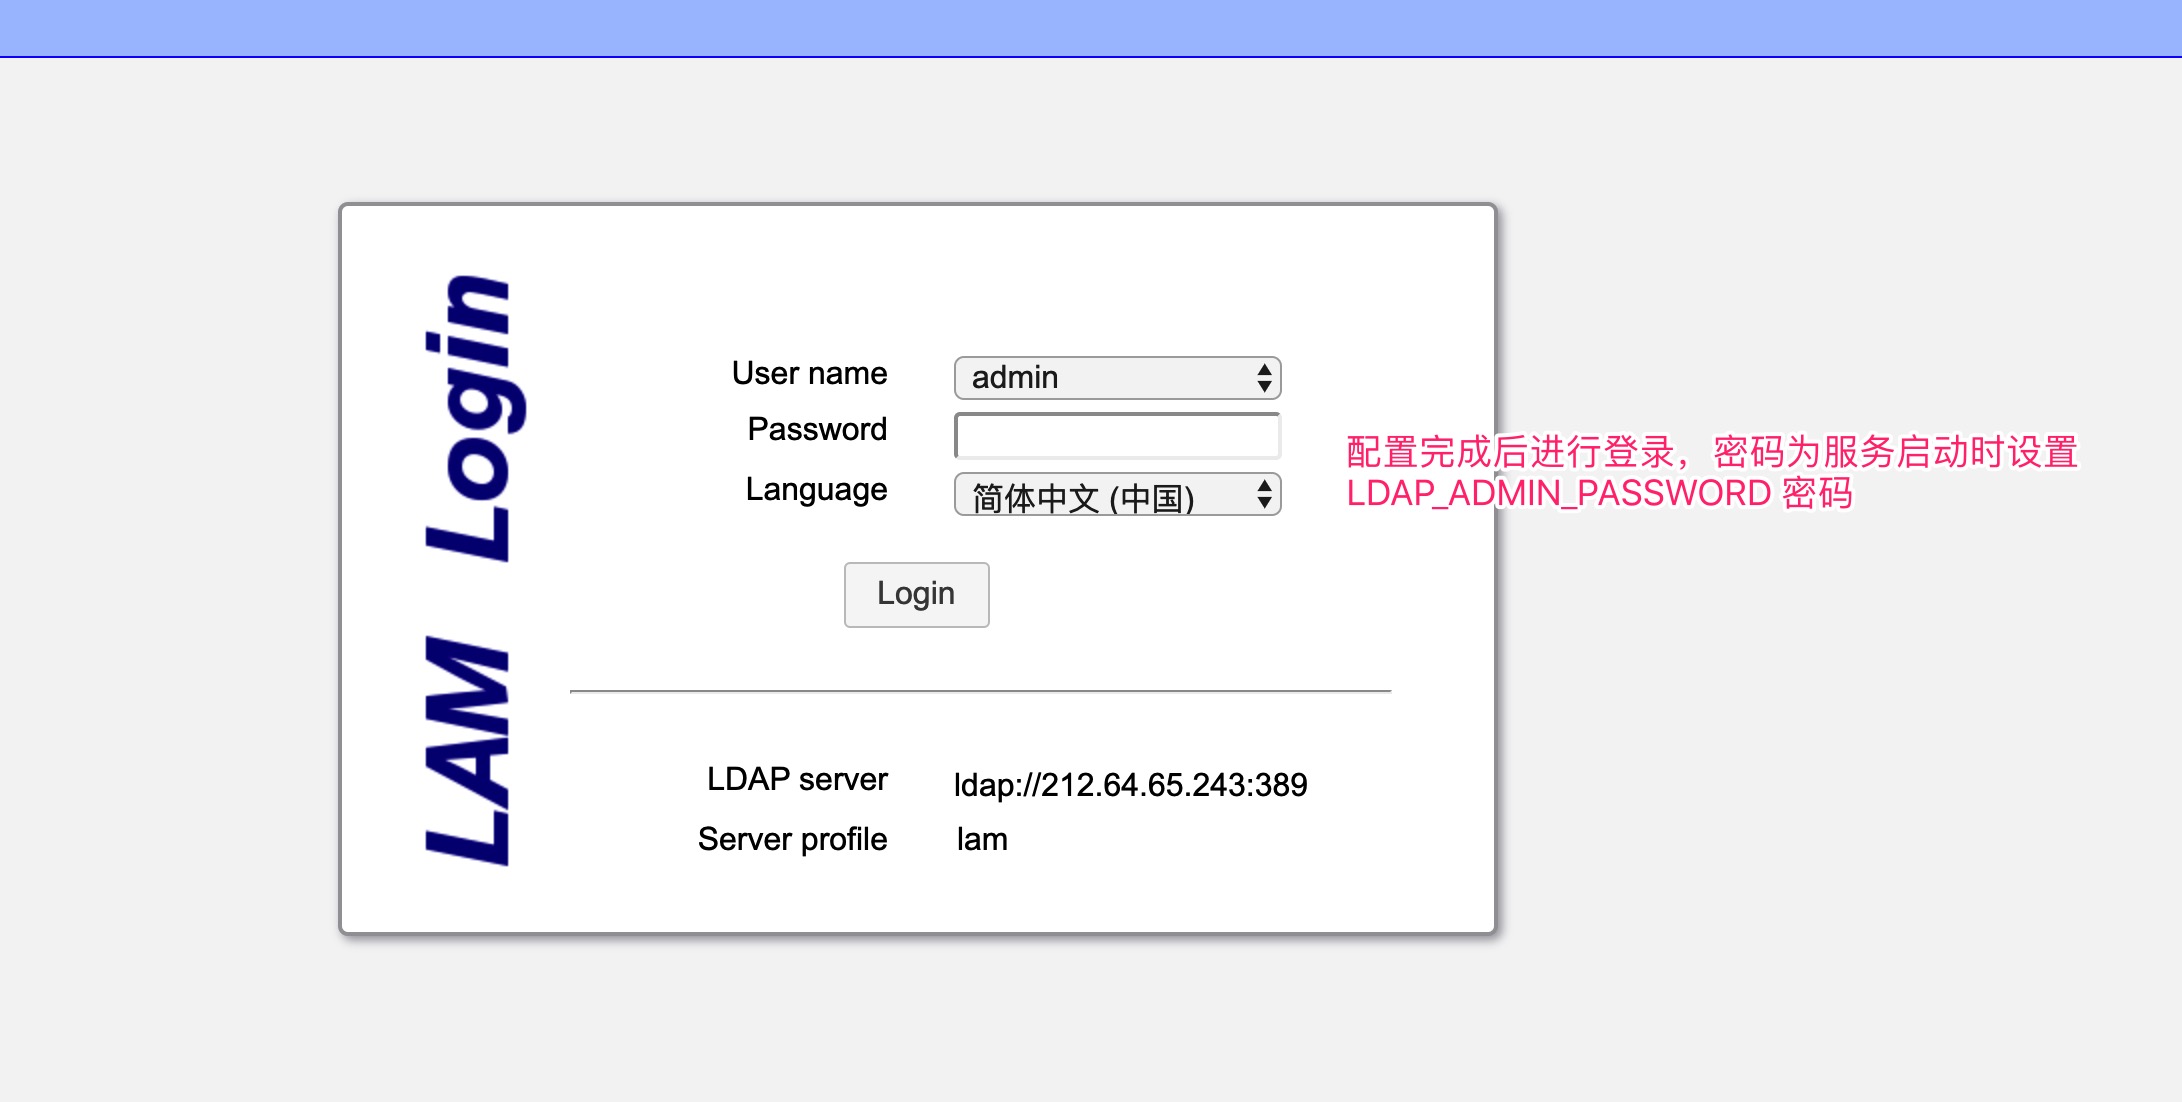 LAM Login
User name admin
Password
Language 简体中文 (中国)
配置完成后进行登录，密码为服务启动时设置
LDAP_ADMIN_PASSWORD 密码
Login
LDAP server ldap://212.64.65.243:389
Server profile lam